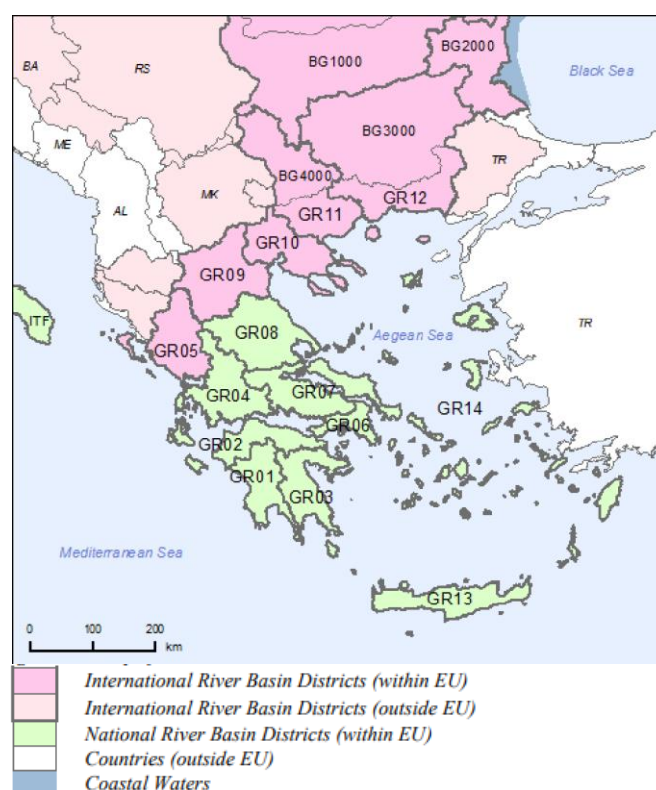 BA
RS
BG1000
BG2000
Black Sea
ME
BG3000
MK
BG4000
TR
AL
GR12
GR11
GR10
GR09
ITF
GR08
Aegean Sea
TR
GR05
GR04
GR07
GR14
GR06
GR02
GR01
GR03
Mediterranean Sea
GR13
0 100 200
km
International River Basin Districts (within EU)
International River Basin Districts (outside EU)
National River Basin Districts (within EU)
Countries (outside EU)
Coastal Waters